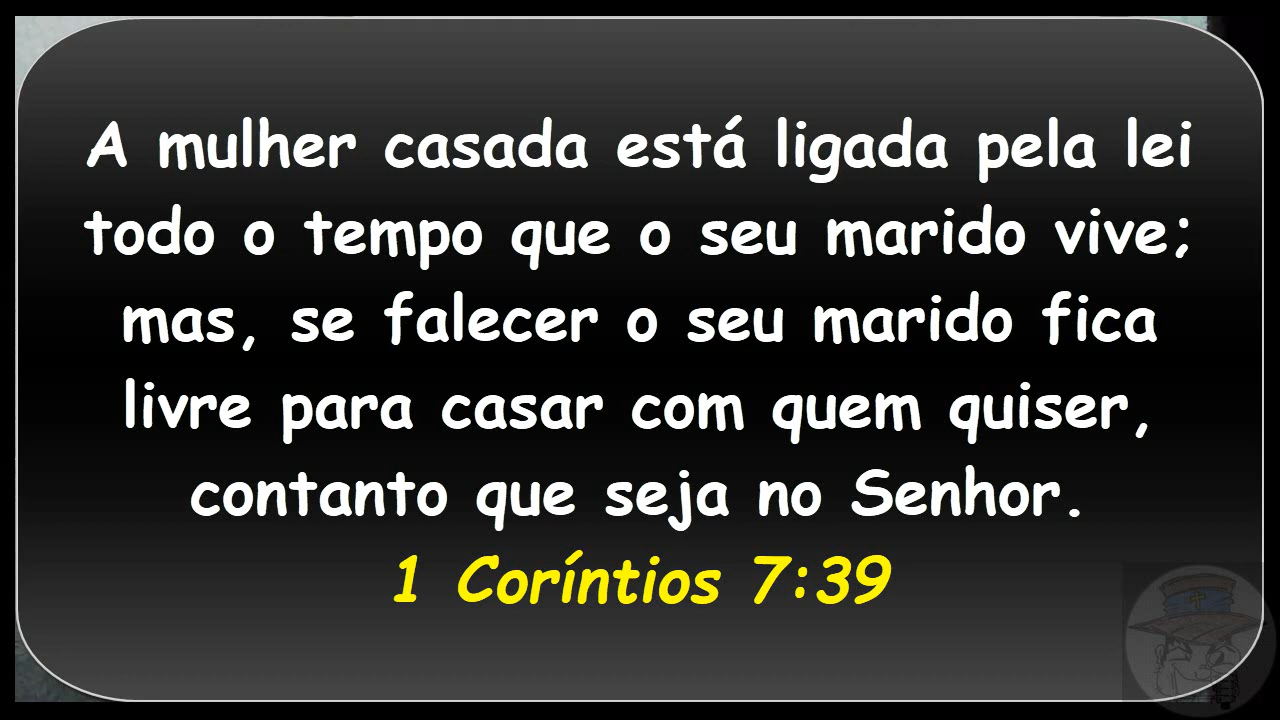 A mulher casada está ligada pela lei
todo o tempo que o seu marido vive;
mas, se falecer o seu marido fica
livre para casar com quem quiser,
contanto que seja no Senhor.
1 Coríntios 7:39